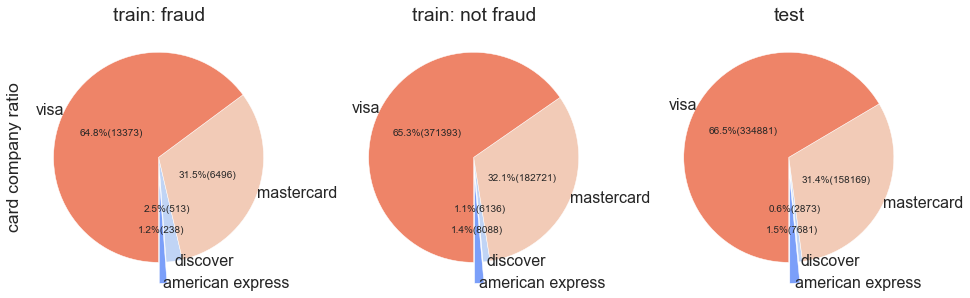 train: fraud
train: not fraud
test
card company ratio
visa
64.8%(13373)
31.5%(6496)
mastercard
2.5%(513)
1.2%(238)
discover
american express
visa
65.3%(371393)
32.1%(182721)
mastercard
1.1%(6136)
1.4%(8088)
discover
american express
visa
66.5%(334881)
31.4%(158169)
mastercard
0.6%(2873)
1.5%(7681)
discover
american express